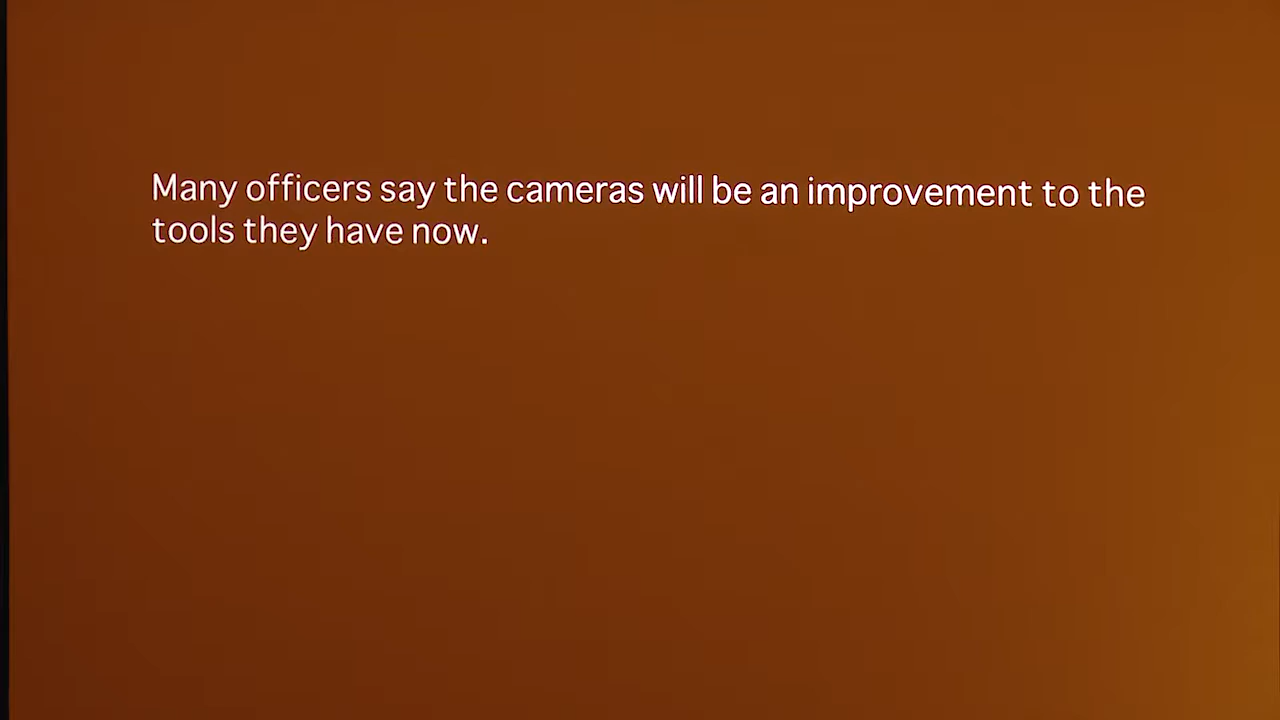 Many officers say the cameras will be an improvement to the
tools they have now.